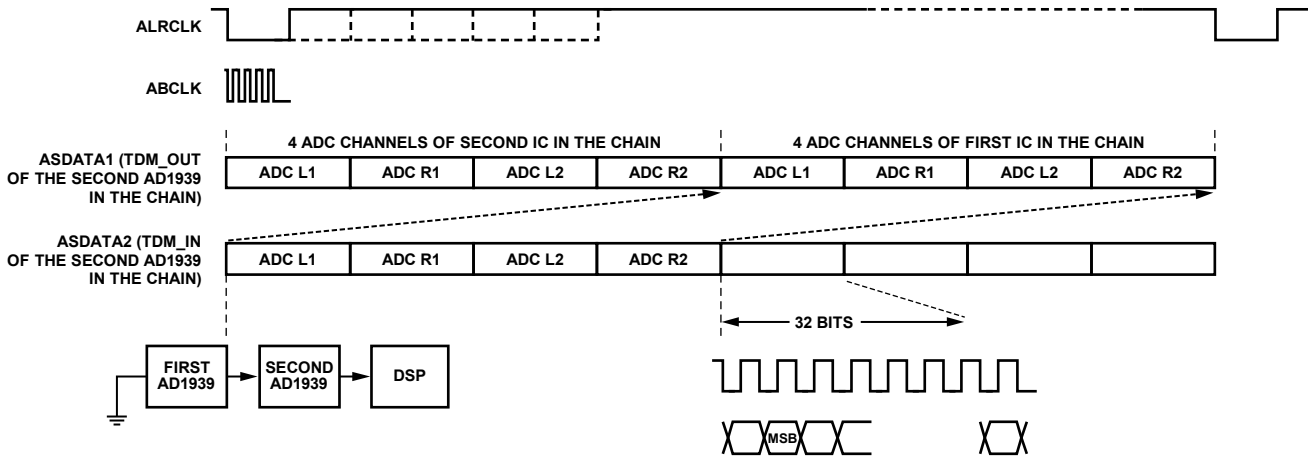 ALRCLK
ABCLK
4 ADC CHANNELS OF SECOND IC IN THE CHAIN
4 ADC CHANNELS OF FIRST IC IN THE CHAIN
ASDATA1 (TDM_OUT
OF THE SECOND AD1939
IN THE CHAIN)
ADC L1 ADC R1 ADC L2 ADC R2 ADC L1 ADC R1 ADC L2 ADC R2
ASDATA2 (TDM_IN
OF THE SECOND AD1939
IN THE CHAIN)
ADC L1 ADC R1 ADC L2 ADC R2
32 BITS
FIRST
AD1939
SECOND
AD1939
DSP
MSB